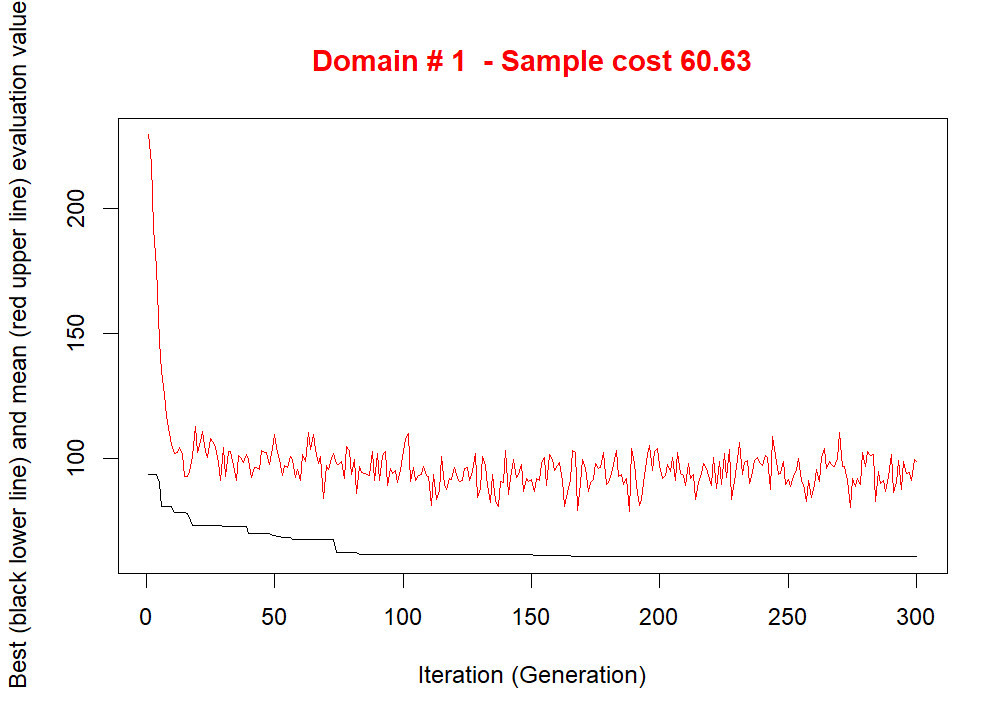 Domain # 1  - Sample cost 60.63
Best (black lower line) and mean (red upper line) evaluation value
200
150
100
0 50 100 150 200 250 300
Iteration (Generation)